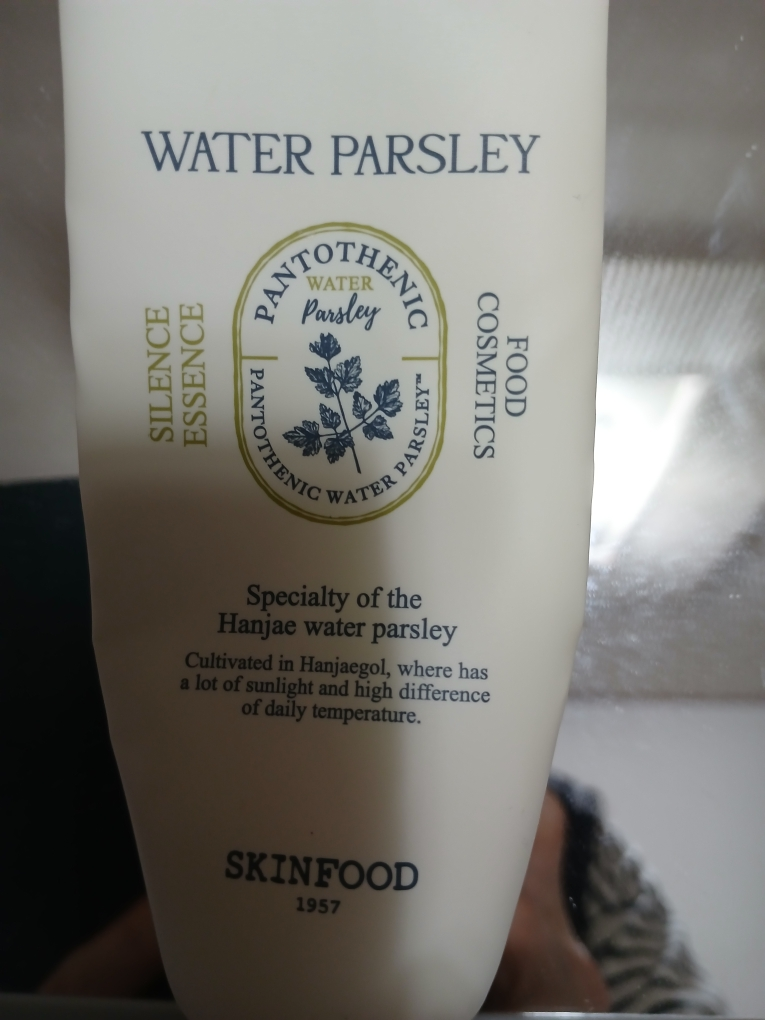 WATER PARSLEY
PANTOTHENIC
WATER
Parsley
PANTOTHENIC WATER PARSLEY™
SILENCE
ESSENCE
FOOD
COSMETICS
Specialty of the
Hanjae water parsley
Cultivated in Hanjaegol, where has
a lot of sunlight and high difference
of daily temperature.
SKINFOOD
1957